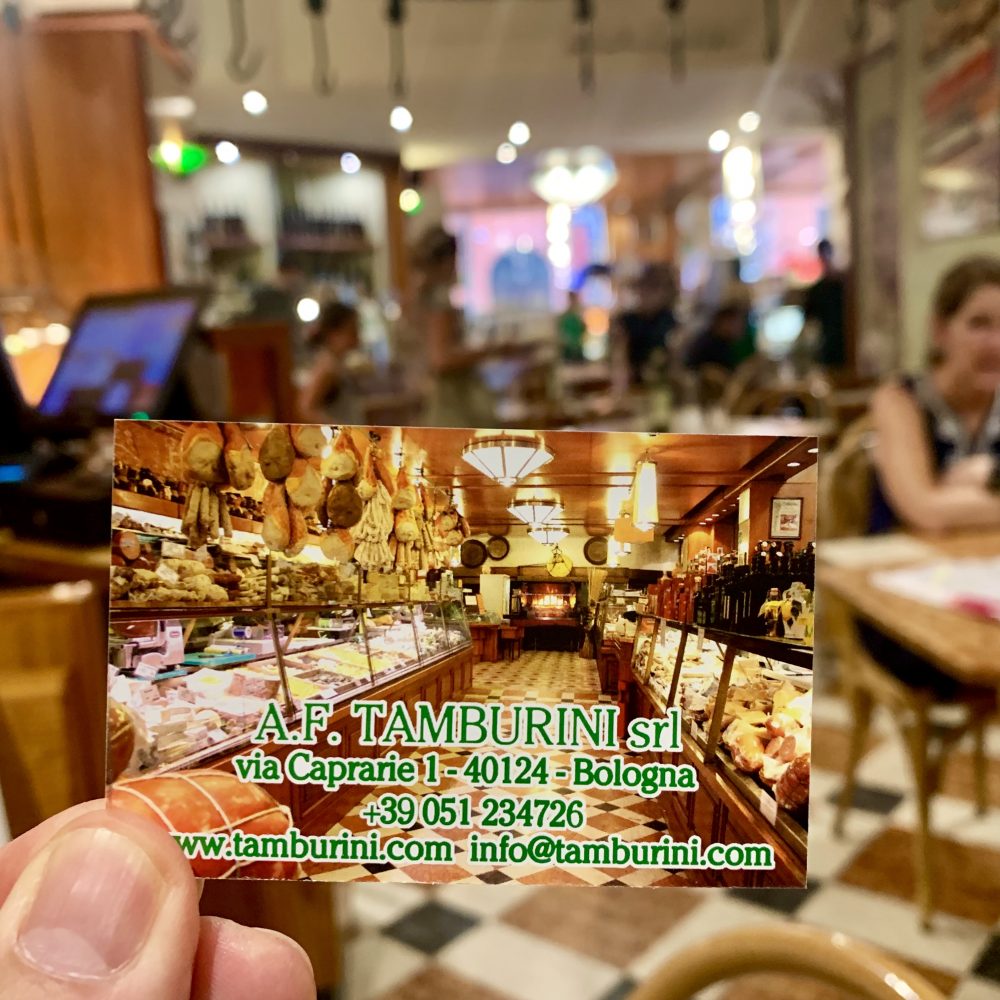 A.F. TAMBURINI srl
via Caprarie 1 - 40124 - Bologna
+39 051 234726
www.tamburini.com info@tamburini.com